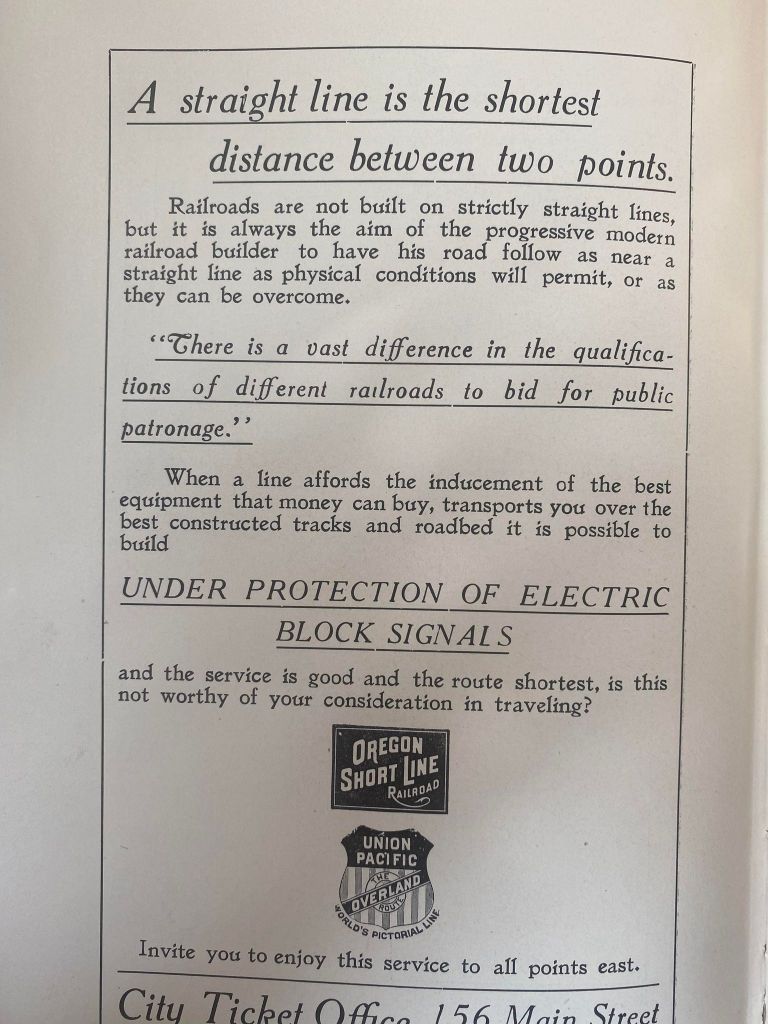 A straight line is the shortest
distance between two points.
Railroads are not built on strictly straight lines,
but it is always the aim of the progressive modern
railroad builder to have his road follow as near a
straight line as physical conditions will permit, or as
they can be overcome.
“There is a vast difference in the qualifica-
tions of different railroads to bid for public
patronage.”
When a line affords the inducement of the best
equipment that money can buy, transports you over the
best constructed tracks and roadbed it is possible to
build
UNDER PROTECTION OF ELECTRIC
BLOCK SIGNALS
and the service is good and the route shortest, is this
not worthy of your consideration in traveling?
OREGON
SHORT LINE
RAILROAD
UNION
PACIFIC
THE
OVERLAND
ROUTE
WORLD'S PICTORIAL LINE
Invite you to enjoy this service to all points east.
City Ticket Office, 156 Main Street